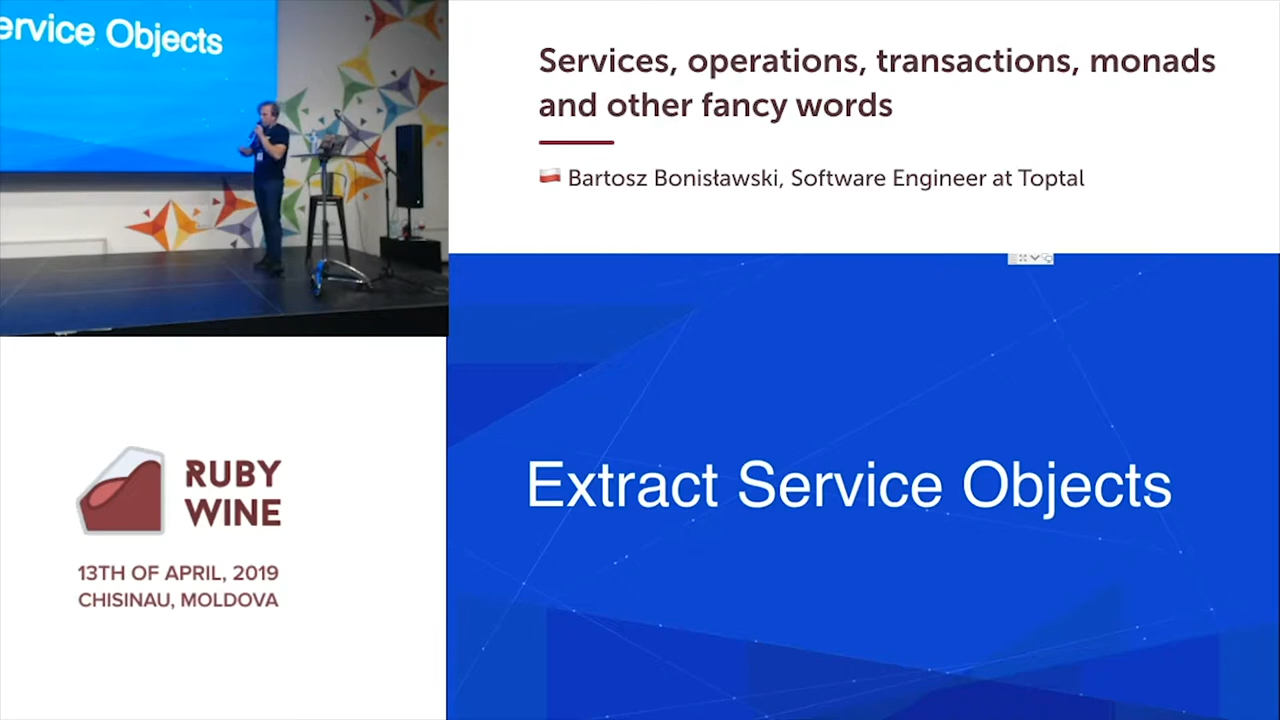 ervice Objects
Services, operations, transactions, monads
and other fancy words
Bartosz Bonisławski, Software Engineer at Toptal
Extract Service Objects
RUBY
WINE
13TH OF APRIL, 2019
CHISINAU, MOLDOVA